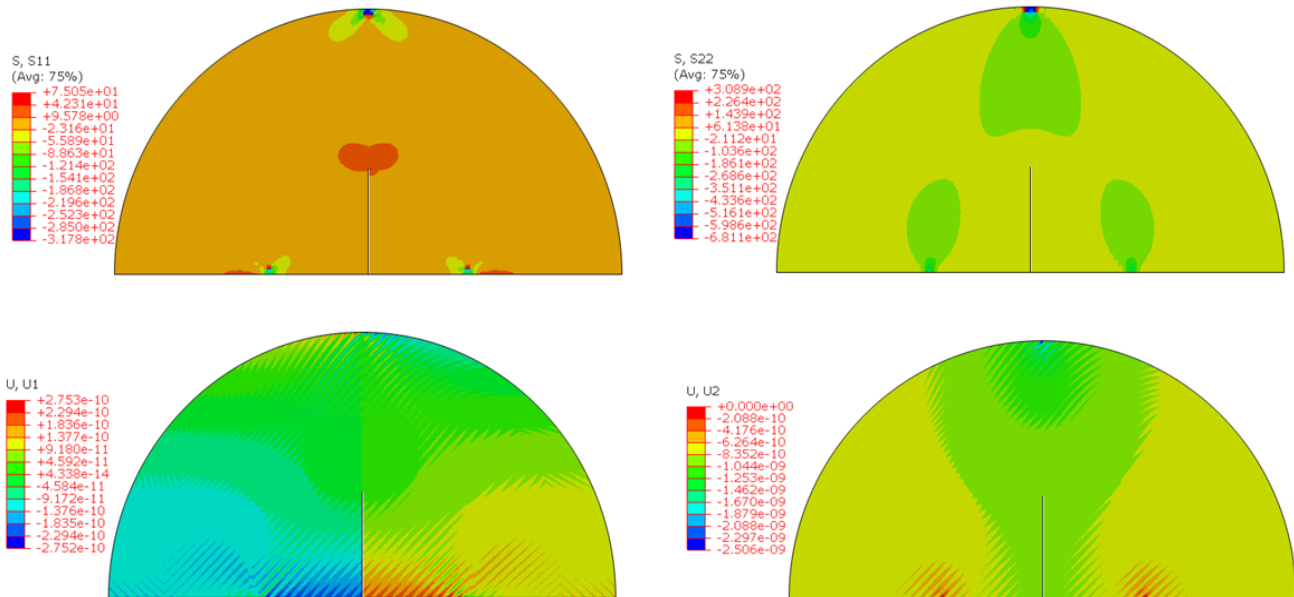 S, S11
(Avg: 75%)
+7.505e+01
+4.231e+01
+9.578e+00
-2.316e+01
-5.589e+01
-8.863e+01
-1.214e+02
-1.541e+02
-1.868e+02
-2.196e+02
-2.523e+02
-2.850e+02
-3.178e+02
S, S22
(Avg: 75%)
+3.089e+02
+2.264e+02
+1.439e+02
+6.138e+01
-2.112e+01
-1.036e+02
-1.861e+02
-2.686e+02
-3.511e+02
-4.336e+02
-5.161e+02
-5.986e+02
-6.811e+02
U, U1
+2.753e-10
+2.294e-10
+1.836e-10
+1.377e-10
+9.180e-11
+4.592e-11
+4.338e-14
-4.584e-11
-9.172e-11
-1.376e-10
-1.835e-10
-2.294e-10
-2.752e-10
U, U2
+0.000e+00
-2.088e-10
-4.176e-10
-6.264e-10
-8.352e-10
-1.044e-09
-1.253e-09
-1.462e-09
-1.670e-09
-1.879e-09
-2.088e-09
-2.297e-09
-2.506e-09